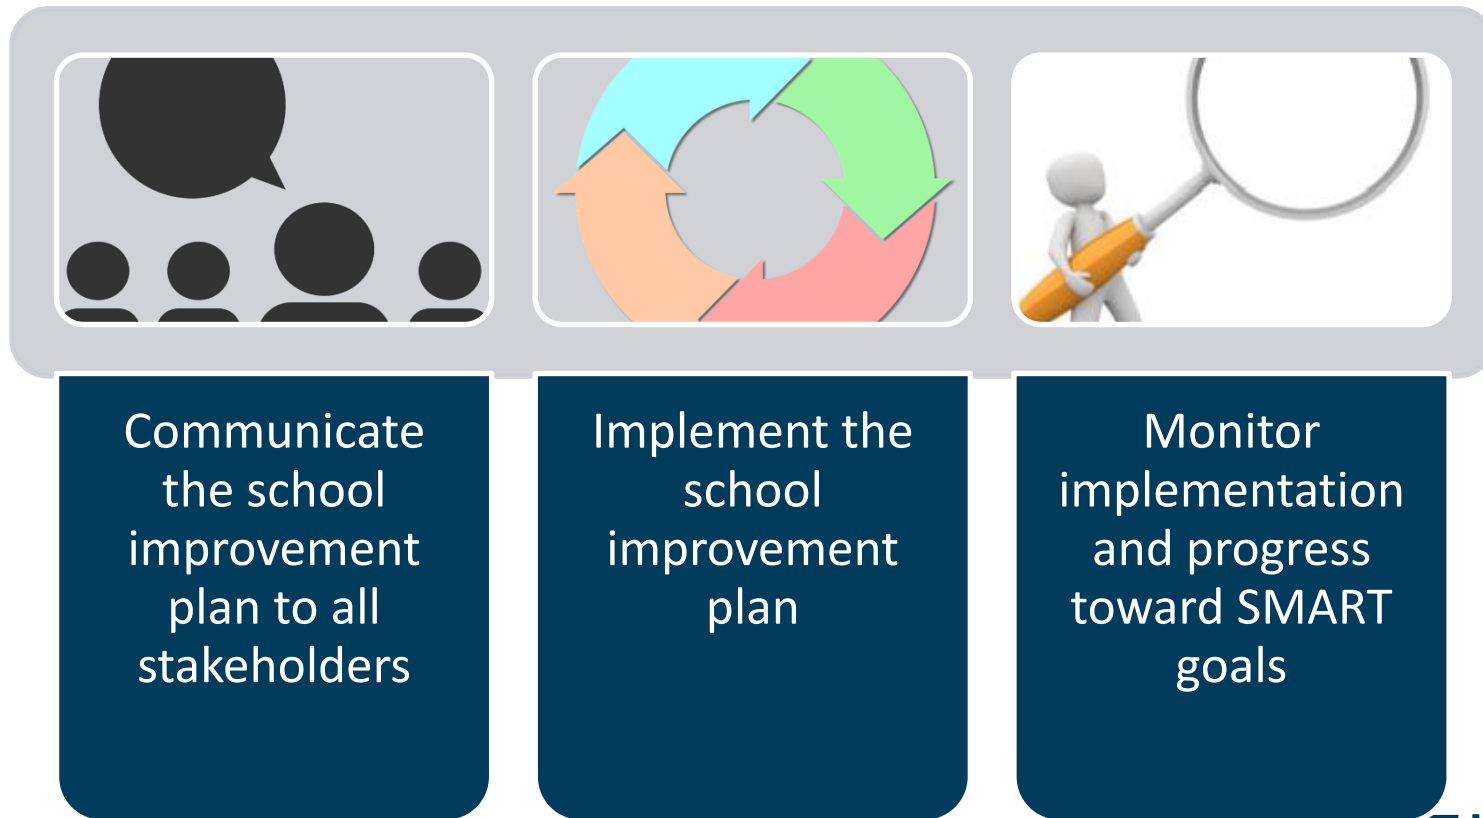 Communicate
the school
improvement
plan to all
stakeholders
Implement the
school
improvement
plan
Monitor
implementation
and progress
toward SMART
goals